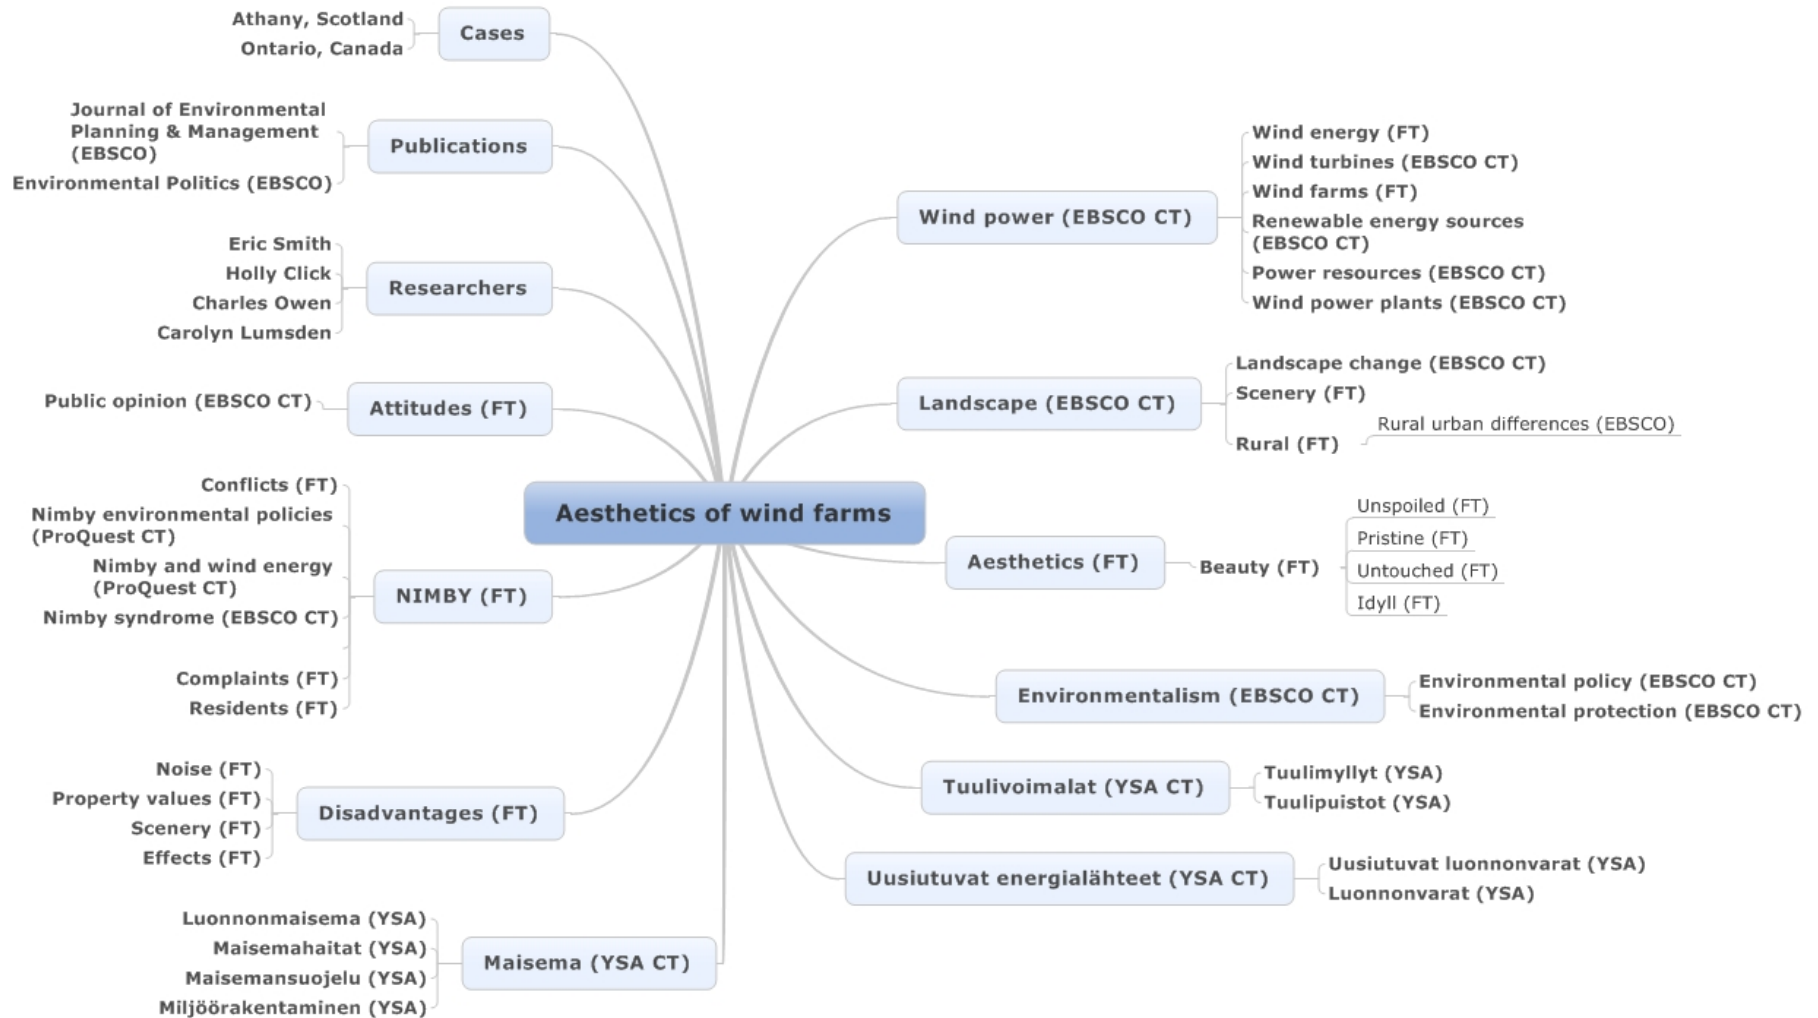 Athany, Scotland
Ontario, Canada
Cases
Journal of Environmental
Planning & Management
(EBSCO)
Environmental Politics (EBSCO)
Publications
Eric Smith
Holly Click
Charles Owen
Carolyn Lumsden
Researchers
Public opinion (EBSCO CT)
Attitudes (FT)
Conflicts (FT)
Nimby environmental policies
(ProQuest CT)
Nimby and wind energy
(ProQuest CT)
Nimby syndrome (EBSCO CT)
Complaints (FT)
Residents (FT)
NIMBY (FT)
Noise (FT)
Property values (FT)
Scenery (FT)
Effects (FT)
Disadvantages (FT)
Luonnonmaisema (YSA)
Maisemahaitat (YSA)
Maisemansuojelu (YSA)
Miljöörakentaminen (YSA)
Maisema (YSA CT)
Aesthetics of wind farms
Wind power (EBSCO CT)
Wind energy (FT)
Wind turbines (EBSCO CT)
Wind farms (FT)
Renewable energy sources
(EBSCO CT)
Power resources (EBSCO CT)
Wind power plants (EBSCO CT)
Landscape (EBSCO CT)
Landscape change (EBSCO CT)
Scenery (FT)
Rural (FT)
Rural urban differences (EBSCO)
Aesthetics (FT)
Beauty (FT)
Unspoiled (FT)
Pristine (FT)
Untouched (FT)
Idyll (FT)
Environmentalism (EBSCO CT)
Environmental policy (EBSCO CT)
Environmental protection (EBSCO CT)
Tuulivoimalat (YSA CT)
Tuulimyllyt (YSA)
Tuulipuistot (YSA)
Uusiutuvat energialähteet (YSA CT)
Uusiutuvat luonnonvarat (YSA)
Luonnonvarat (YSA)